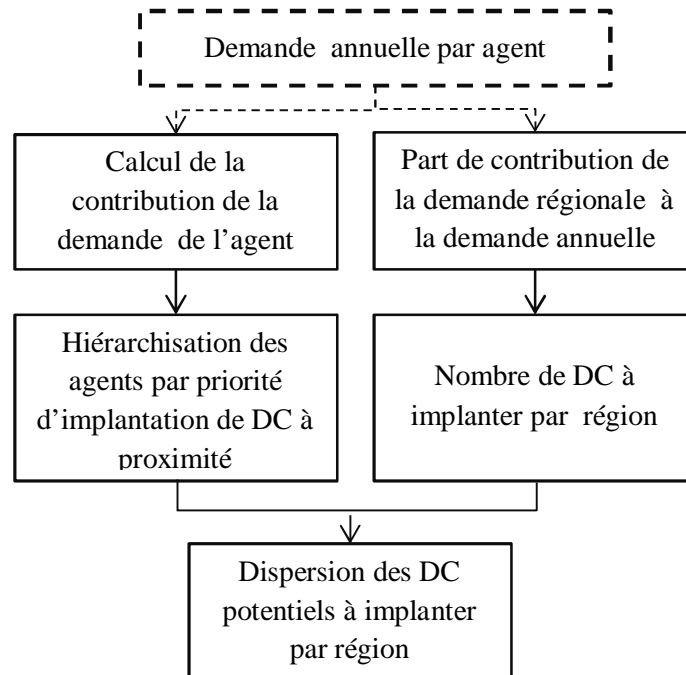 Demande annuelle par agent
Calcul de la
contribution de la
demande de l’agent
Part de contribution de
la demande régionale à
la demande annuelle
Hiérarchisation des
agents par priorité
d’implantation de DC à
proximité
Nombre de DC à
implanter par région
Dispersion des DC
potentiels à implanter
par région